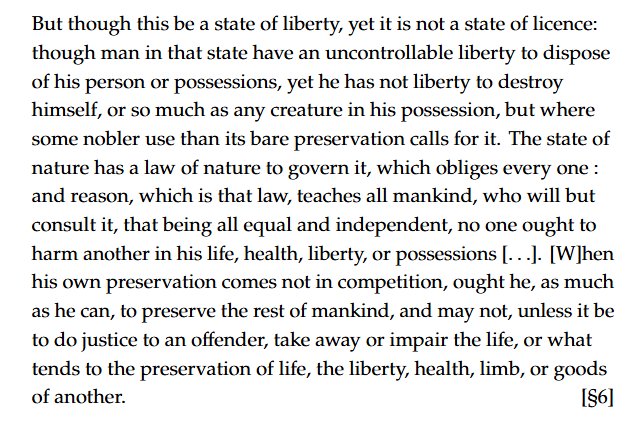 But though this be a state of liberty, yet it is not a state of licence:
though man in that state have an uncontrollable liberty to dispose
of his person or possessions, yet he has not liberty to destroy
himself, or so much as any creature in his possession, but where
some nobler use than its bare preservation calls for it. The state of
nature has a law of nature to govern it, which obliges every one :
and reason, which is that law, teaches all mankind, who will but
consult it, that being all equal and independent, no one ought to
harm another in his life, health, liberty, or possessions [. . .]. [W]hen
his own preservation comes not in competition, ought he, as much
as he can, to preserve the rest of mankind, and may not, unless it be
to do justice to an offender, take away or impair the life, or what
tends to the preservation of life, the liberty, health, limb, or goods
of another. [§6]